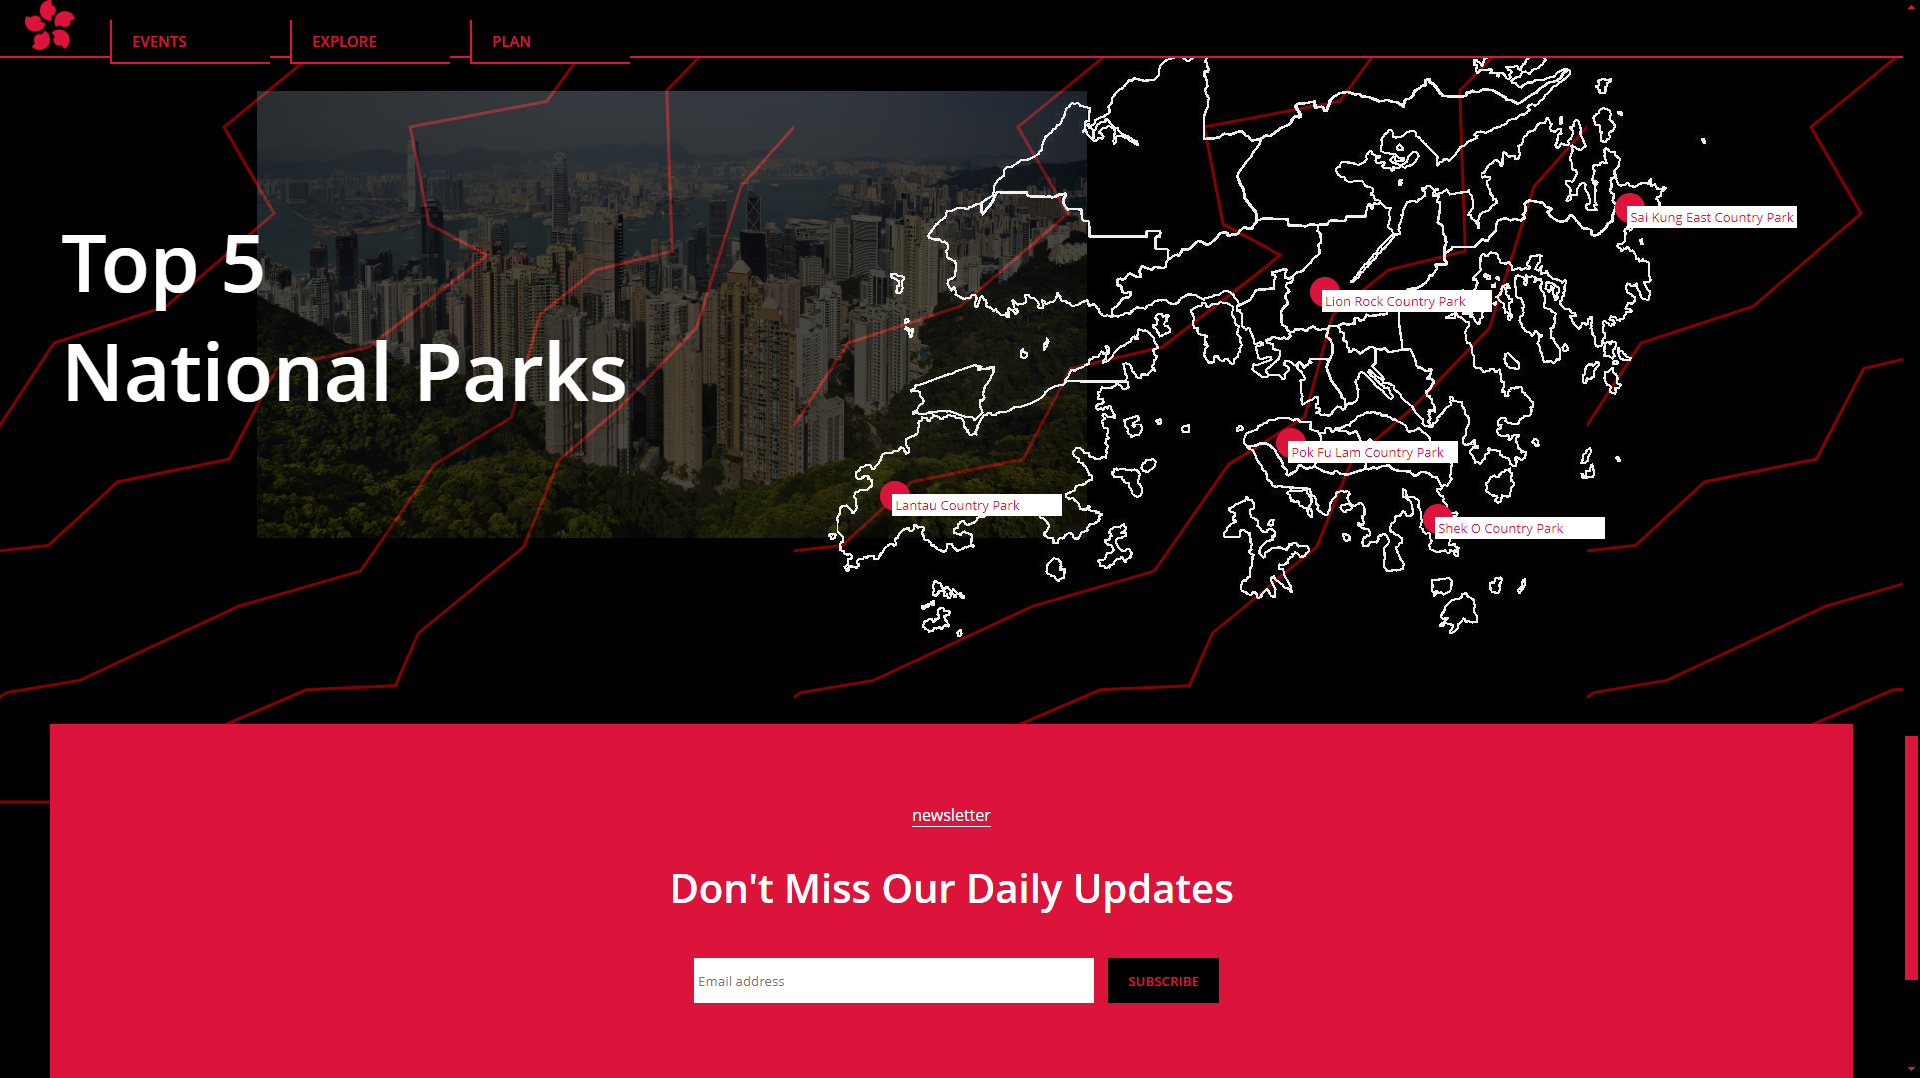 EVENTS
EXPLORE
PLAN
Top 5
National Parks
Sai Kung East Country Park
Lion Rock Country Park
Pok Fu Lam Country Park
Lantau Country Park
Shek O Country Park
newsletter
Don't Miss Our Daily Updates
Email address
SUBSCRIBE